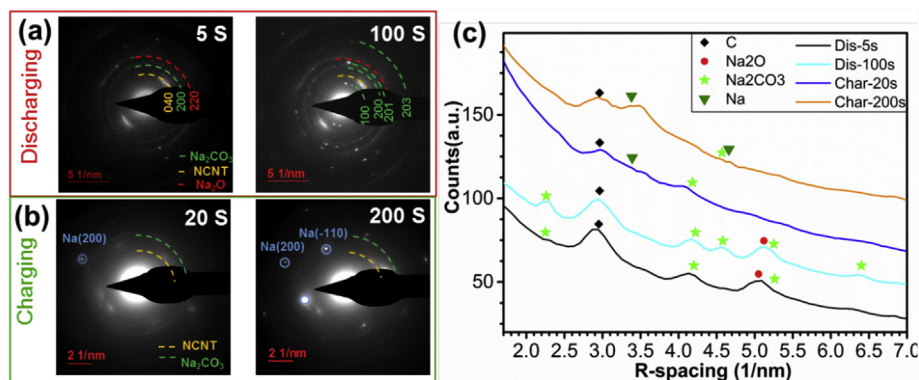 Discharging
(a)
5 S
040
200
220
Na₂CO₃
NCNT
Na₂O
5 1/nm
100 S
100
200
201
203
5 1/nm
Charging
(b)
20 S
Na(200)
NCNT
Na₂CO₃
2 1/nm
200 S
Na(200)
Na(-110)
2 1/nm
(c)
C
Na2O
Na2CO3
Na
Dis-5s
Dis-100s
Char-20s
Char-200s
Counts(a.u.)
150
100
50
2.0 2.5 3.0 3.5 4.0 4.5 5.0 5.5 6.0 6.5 7.0
R-spacing (1/nm)